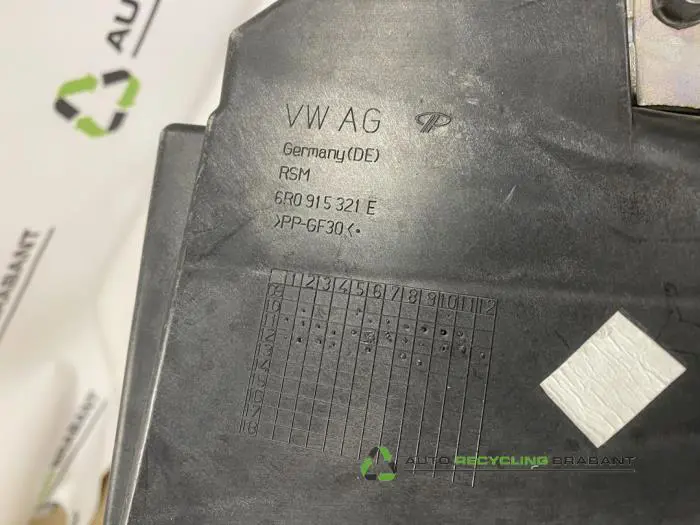 VW AG
Germany(DE)
RSM
6R0 915 321 E
>PP-GF30<
1 2 3 4 5 6 7 8 9 10 11 12
AUTO RECYCLING BRABANT